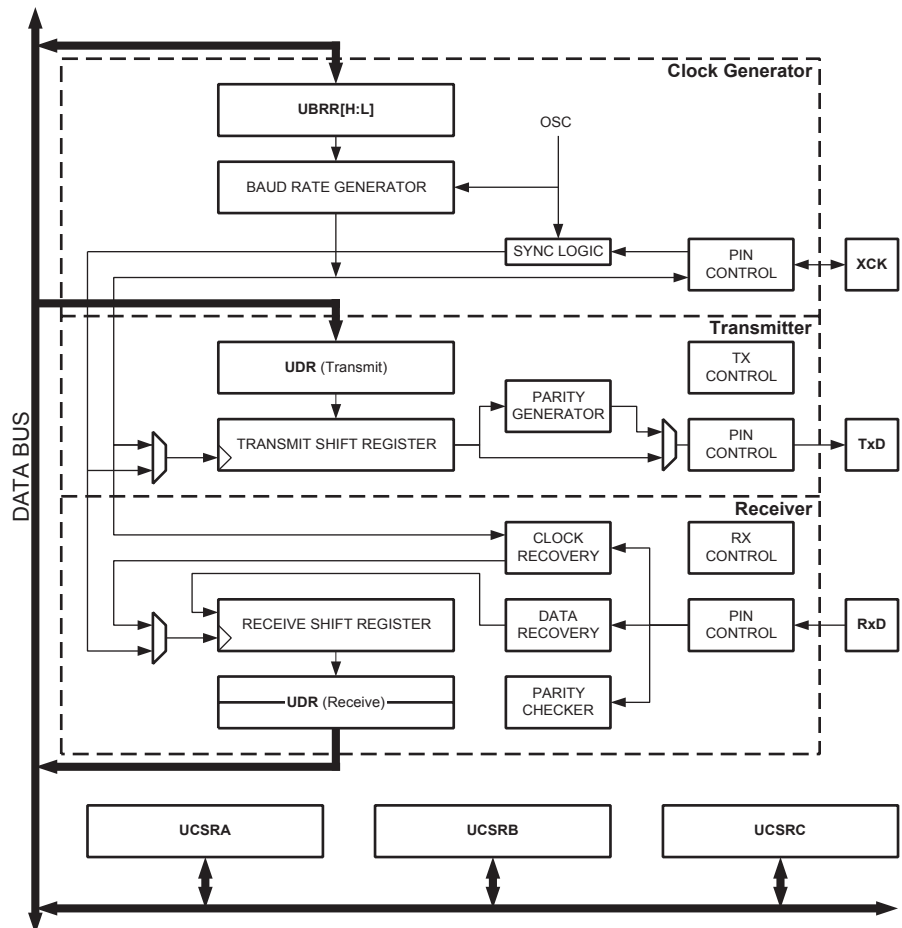 Clock Generator
UBRR[H:L]
OSC
BAUD RATE GENERATOR
SYNC LOGIC
PIN
CONTROL
XCK
Transmitter
UDR (Transmit)
TX
CONTROL
PARITY
GENERATOR
TRANSMIT SHIFT REGISTER
PIN
CONTROL
TxD
DATA BUS
Receiver
CLOCK
RECOVERY
RX
CONTROL
RECEIVE SHIFT REGISTER
DATA
RECOVERY
PIN
CONTROL
RxD
UDR (Receive)
PARITY
CHECKER
UCSRA
UCSRB
UCSRC